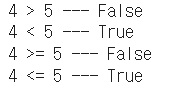 4 > 5 --- False
4 < 5 --- True
4 >= 5 --- False
4 <= 5 --- True